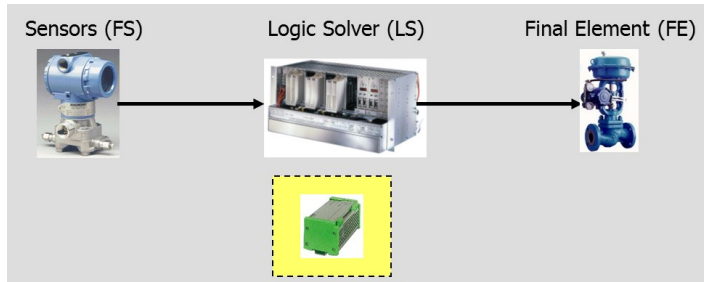 Sensors (FS)
Logic Solver (LS)
Final Element (FE)